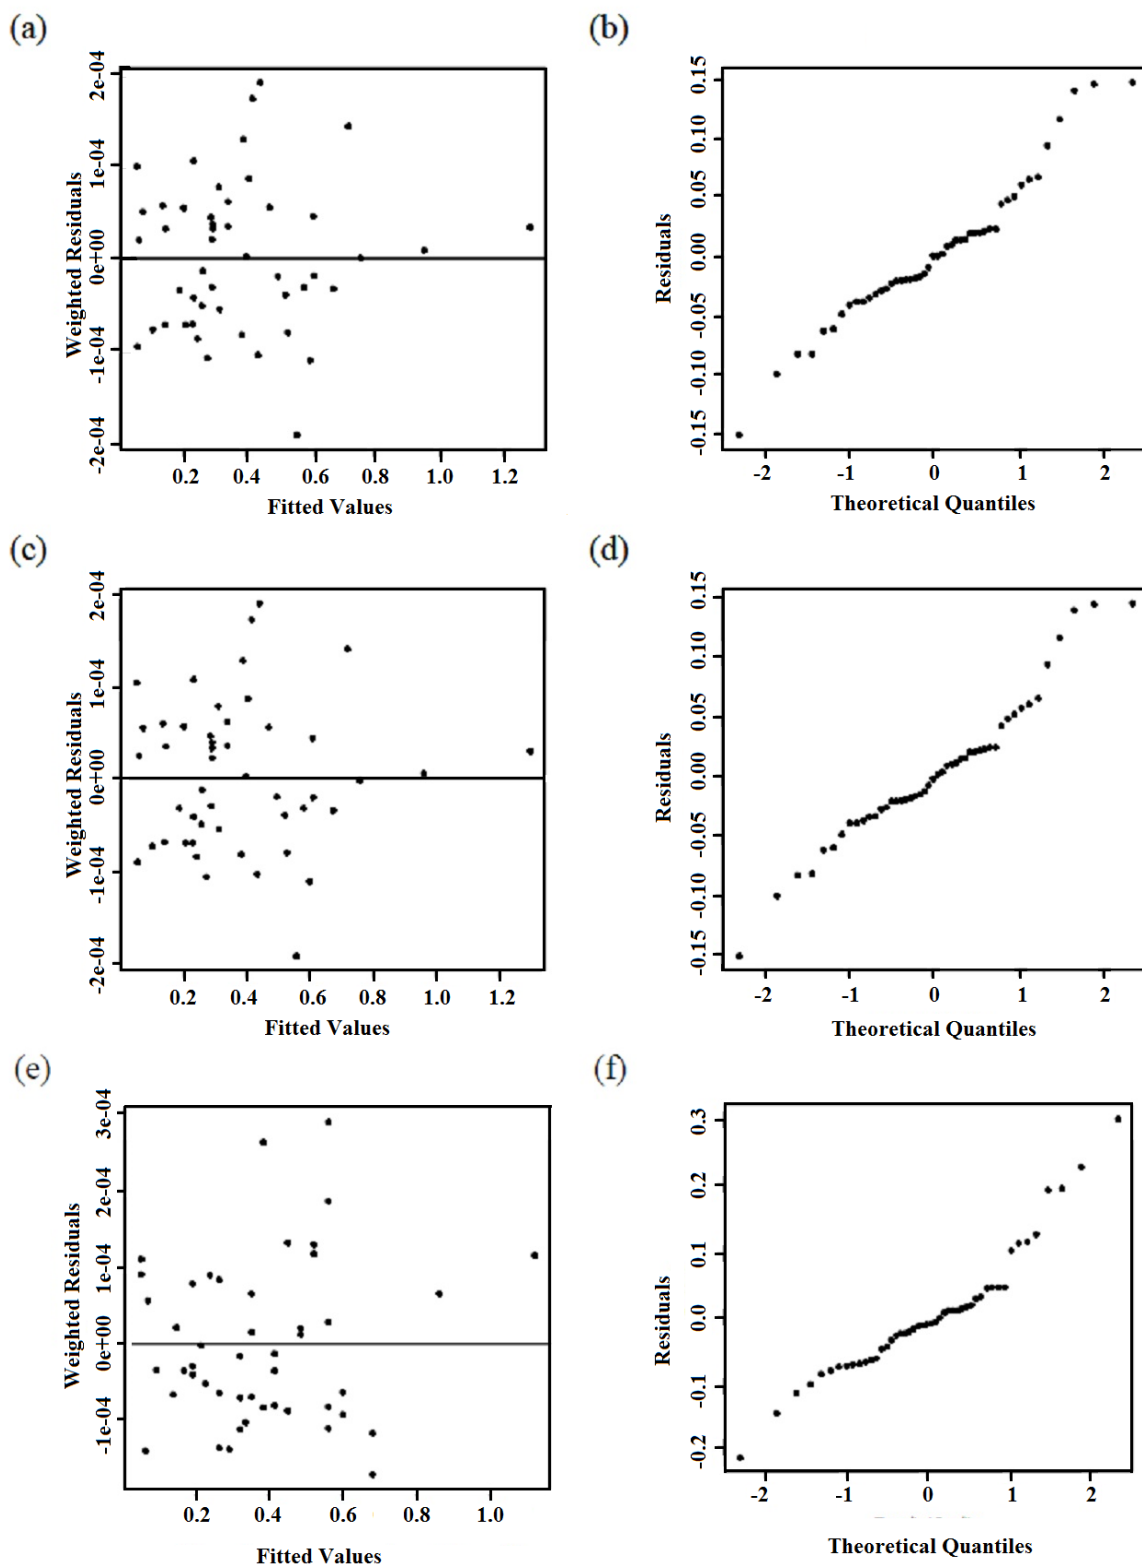 (a)
(b)
2e-04
1e-04
0e+00
-1e-04
-2e-04
Weighted Residuals
0.2 0.4 0.6 0.8 1.0 1.2
Fitted Values
0.15
0.10
0.05
0.00
-0.05
-0.10
-0.15
Residuals
-2 -1 0 1 2
Theoretical Quantiles
(c)
(d)
2e-04
1e-04
0e+00
-1e-04
-2e-04
Weighted Residuals
0.2 0.4 0.6 0.8 1.0 1.2
Fitted Values
0.15
0.10
0.05
0.00
-0.05
-0.10
-0.15
Residuals
-2 -1 0 1 2
Theoretical Quantiles
(e)
(f)
3e-04
2e-04
1e-04
0e+00
-1e-04
Weighted Residuals
0.2 0.4 0.6 0.8 1.0
Fitted Values
0.3
0.2
0.1
0.0
-0.1
-0.2
Residuals
-2 -1 0 1 2
Theoretical Quantiles